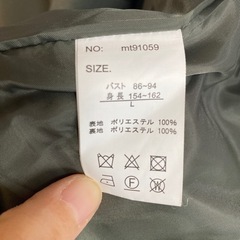 NO: mt91059
SIZE.
バスト 86~94
身長 154~162
L
表地 ポリエステル 100%
裏地 ポリエステル 100%